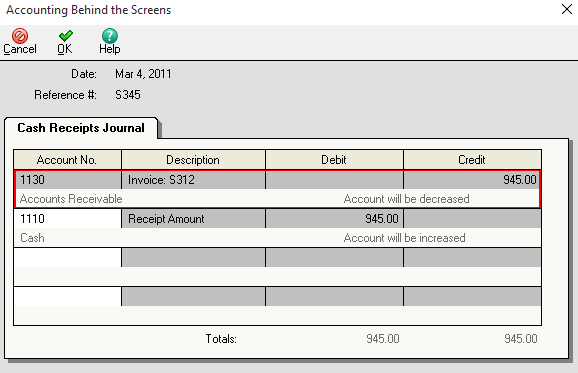 Accounting Behind the Screens
Cancel OK Help
Date: Mar 4, 2011
Reference #: S345
Cash Receipts Journal
Account No. Description Debit Credit
1130 Invoice: S312 945.00
Accounts Receivable Account will be decreased
1110 Receipt Amount 945.00
Cash Account will be increased
Totals: 945.00 945.00